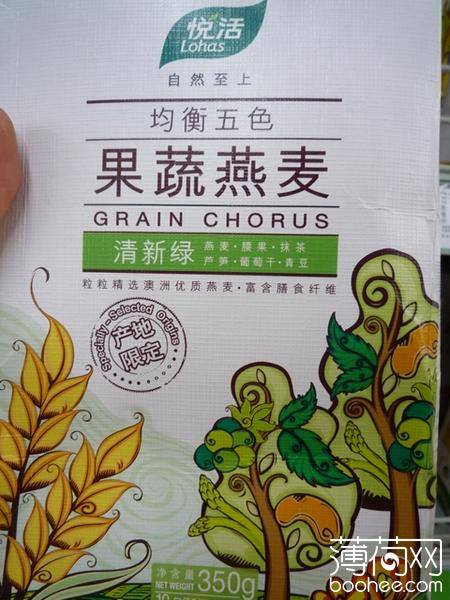 悦活
Lohas
自然至上
均衡五色
果蔬燕麦
GRAIN CHORUS
清新绿
燕麦·腰果·抹茶
芦笋·葡萄干·青豆
粒粒精选澳洲优质燕麦·富含膳食纤维
Specially-Selected Origins
产地
限定
净含量
NET WEIGHT
350g
薄荷网
boohee.com